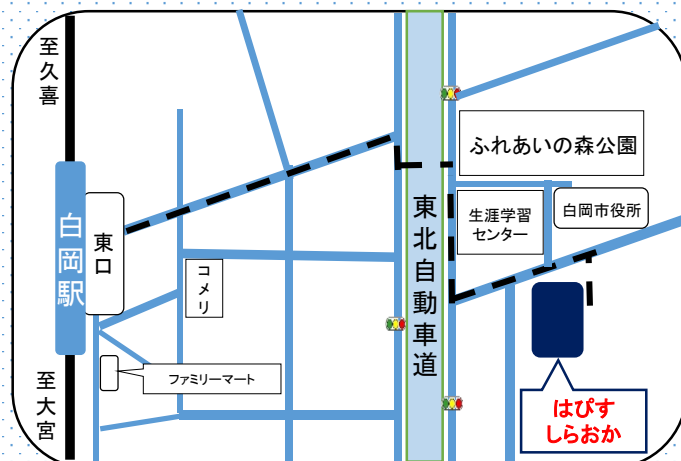 至久喜
白岡駅
東口
至大宮
コメリ
ファミリーマート
東北自動車道
ふれあいの森公園
生涯学習
センター
白岡市役所
はぴす
しらおか